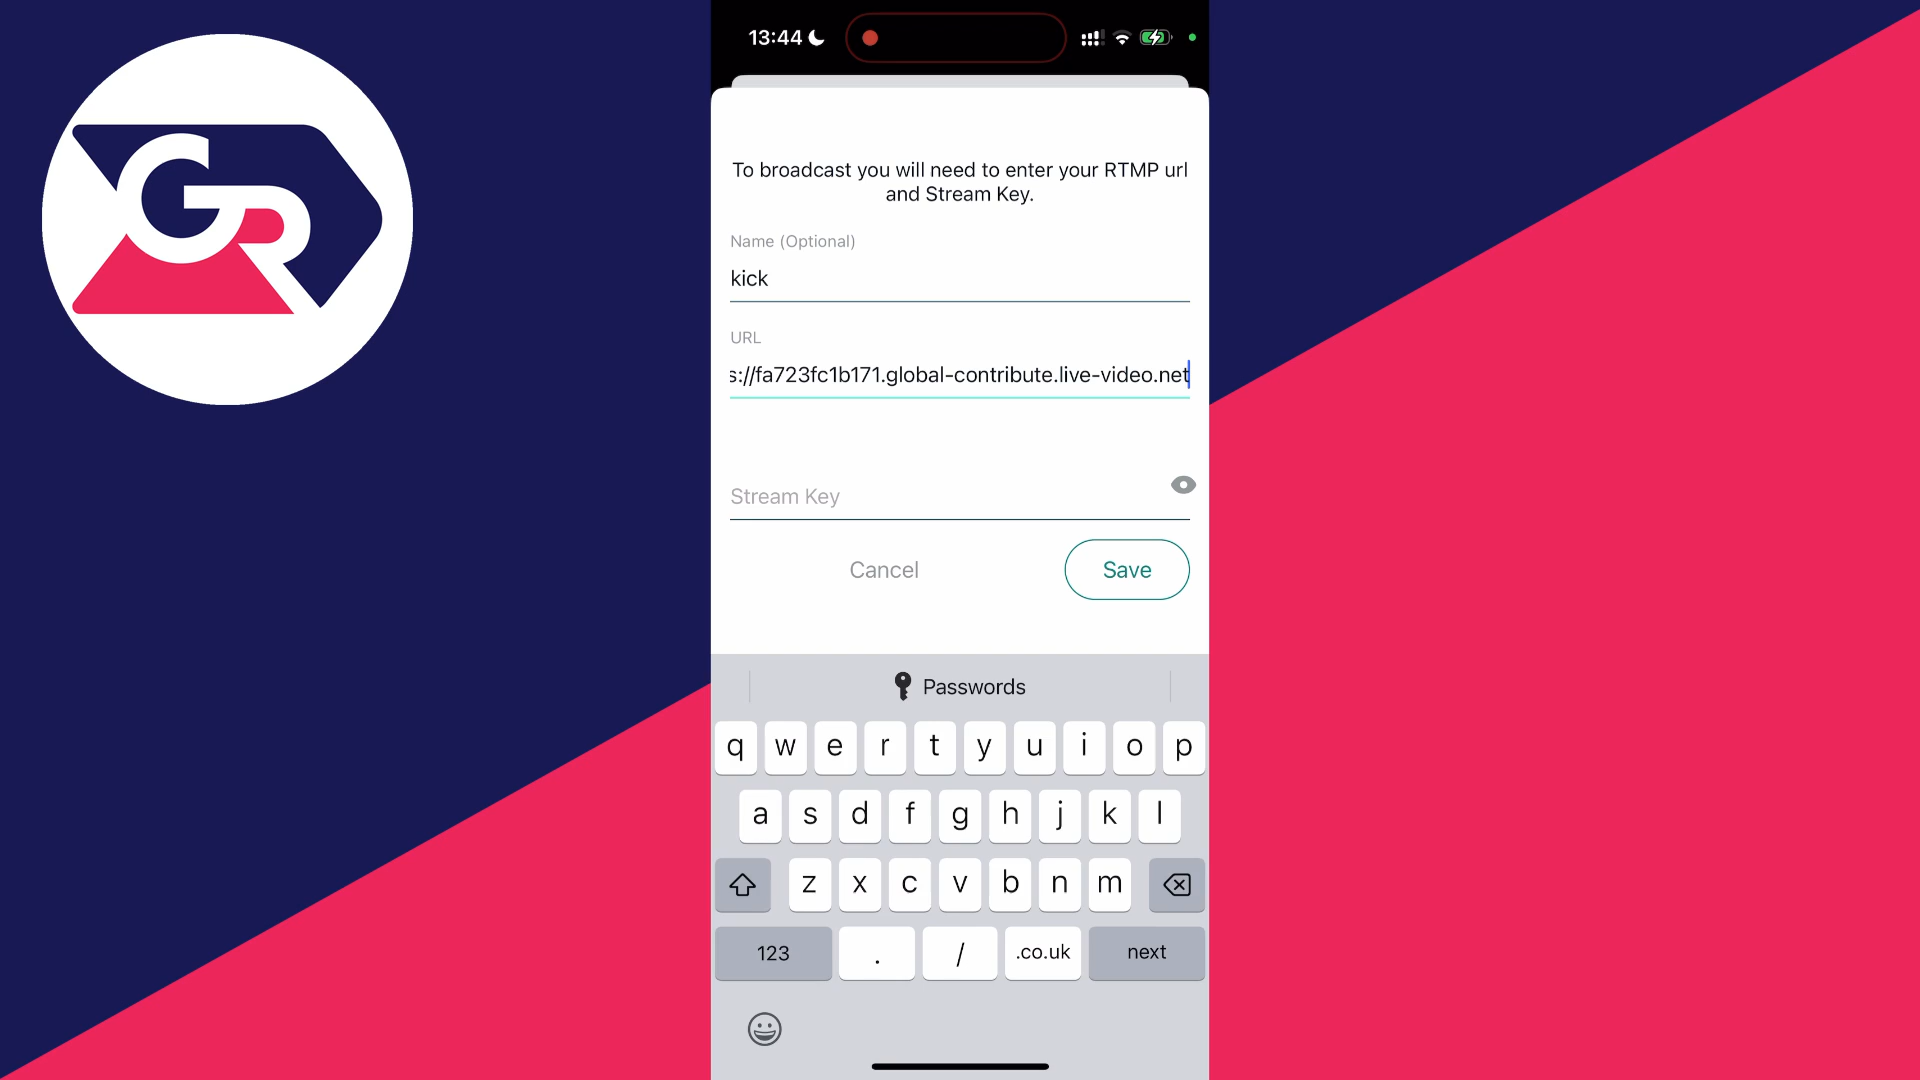 GR
13:44
To broadcast you will need to enter your RTMP url
and Stream Key.
Name (Optional)
kick
URL
s://fa723fc1b171.global-contribute.live-video.net
Stream Key
Cancel
Save
Passwords
q w e r t y u i o p
a s d f g h j k l
z x c v b n m
123 . / .co.uk next